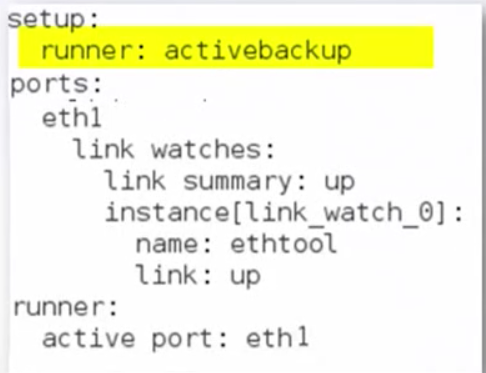 setup:
runner: activebackup
ports:
eth1
link watches:
link summary: up
instance[link_watch_0]:
name: ethtool
link: up
runner:
active port: eth1